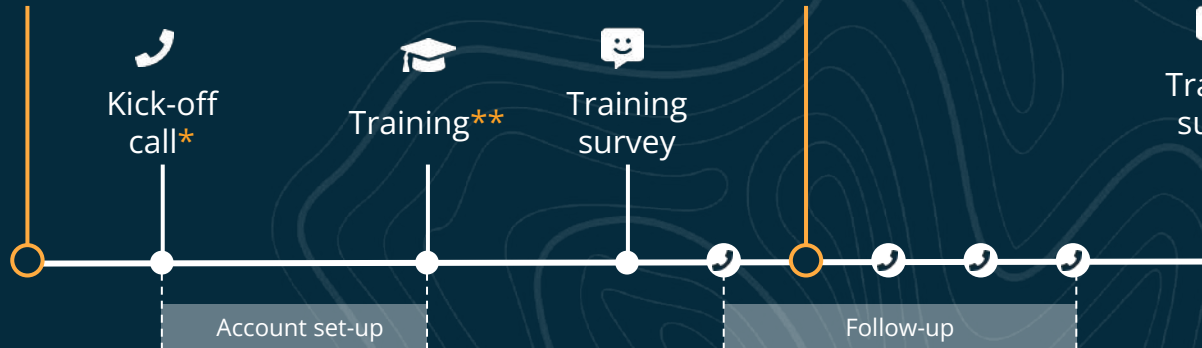 Kick-off
call*
Training**
Training
survey
Account set-up
Follow-up